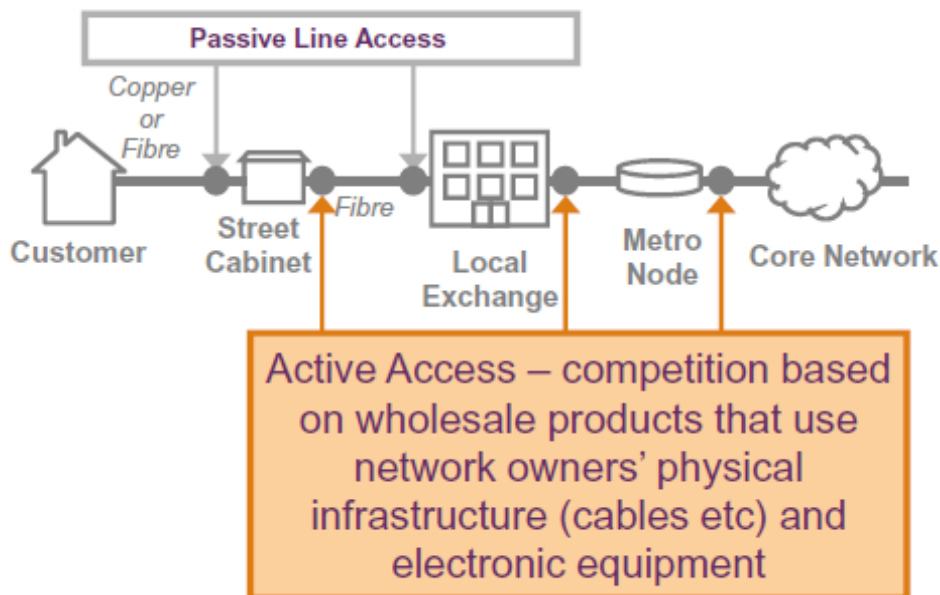 Passive Line Access
Copper
or
Fibre
Fibre
Customer
Street
Cabinet
Local
Exchange
Metro
Node
Core Network
Active Access – competition based
on wholesale products that use
network owners’ physical
infrastructure (cables etc) and
electronic equipment